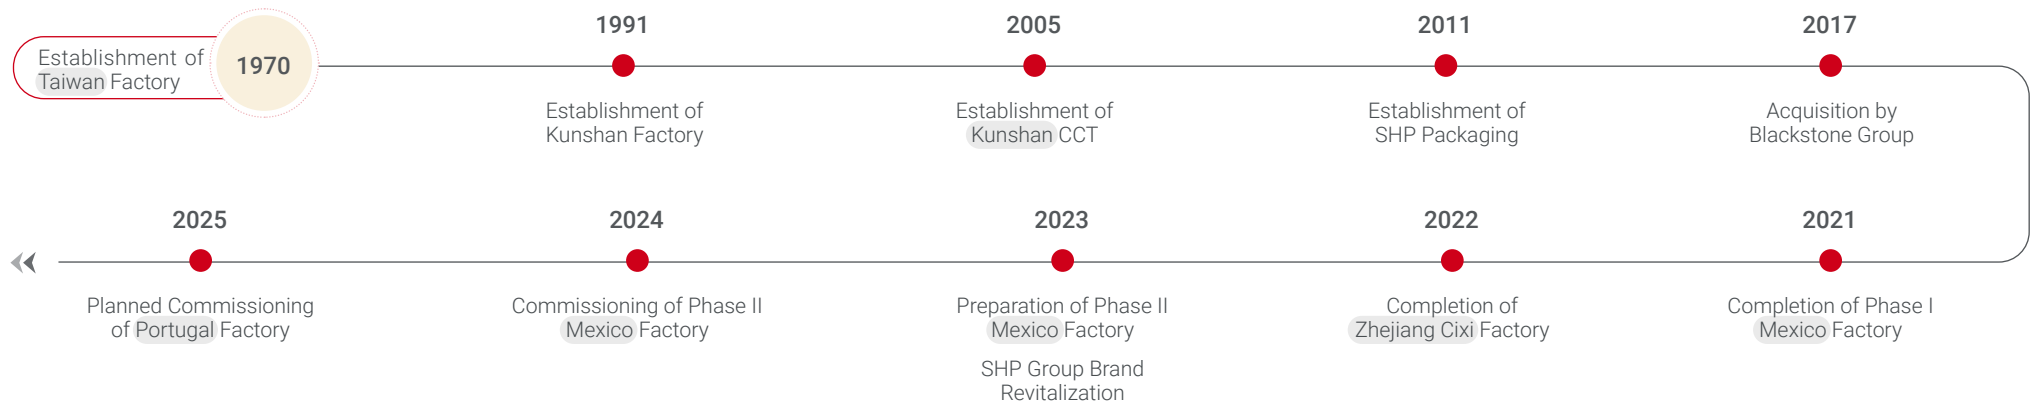 Establishment of
Taiwan Factory
1970
1991
Establishment of
Kunshan Factory
2005
Establishment of
Kunshan CCT
2011
Establishment of
SHP Packaging
2017
Acquisition by
Blackstone Group
2021
Completion of Phase I
Mexico Factory
2022
Completion of
Zhejiang Cixi Factory
2023
Preparation of Phase II
Mexico Factory
SHP Group Brand
Revitalization
2024
Commissioning of Phase II
Mexico Factory
2025
Planned Commissioning
of Portugal Factory